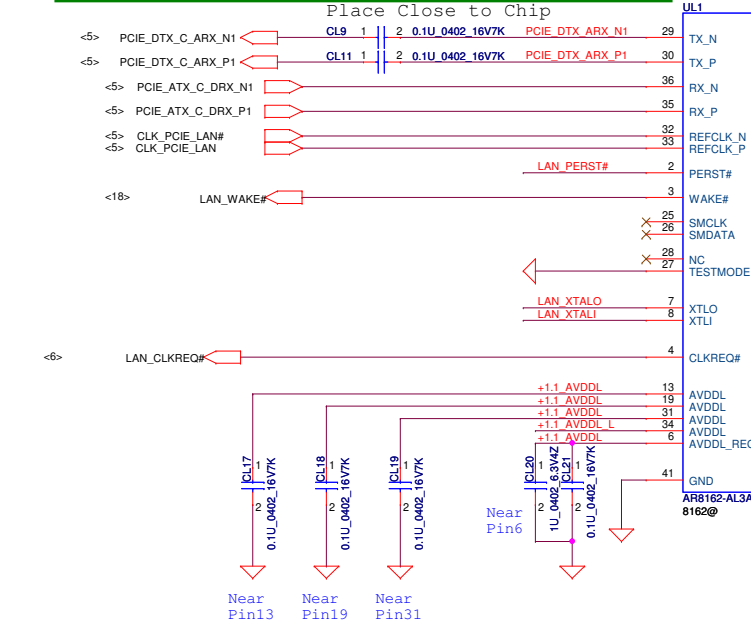 Place Close to Chip
UL1
<5> PCIE_DTX_C_ARX_N1 CL9 1 2 0.1U_0402_16V7K PCIE_DTX_ARX_N1 29 TX_N
<5> PCIE_DTX_C_ARX_P1 CL11 1 2 0.1U_0402_16V7K PCIE_DTX_ARX_P1 30 TX_P
<5> PCIE_ATX_C_DRX_N1 36 RX_N
<5> PCIE_ATX_C_DRX_P1 35 RX_P
<5> CLK_PCIE_LAN# 32 REFCLK_N
<5> CLK_PCIE_LAN 33 REFCLK_P
LAN_PERST# 2 PERST#
<18> LAN_WAKE# 3 WAKE#
25 SMCLK
26 SMDATA
28 NC
27 TESTMODE
LAN_XTALO 7 XTLO
LAN_XTALI 8 XTLI
<6> LAN_CLKREQ# 4 CLKREQ#
+1.1_AVDDL 13 AVDDL
+1.1_AVDDL 19 AVDDL
+1.1_AVDDL 31 AVDDL
+1.1_AVDDL_L 34 AVDDL
+1.1_AVDDL 6 AVDDL_REG
41 GND
AR8162-AL3A
8162@
CL17 1 2 0.1U_0402_16V7K
CL18 1 2 0.1U_0402_16V7K
CL19 1 2 0.1U_0402_16V7K
CL20 1 2 1U_0402_6.3V4Z
CL21 1 2 0.1U_0402_16V7K
Near
Pin6
Near
Pin13
Near
Pin19
Near
Pin31